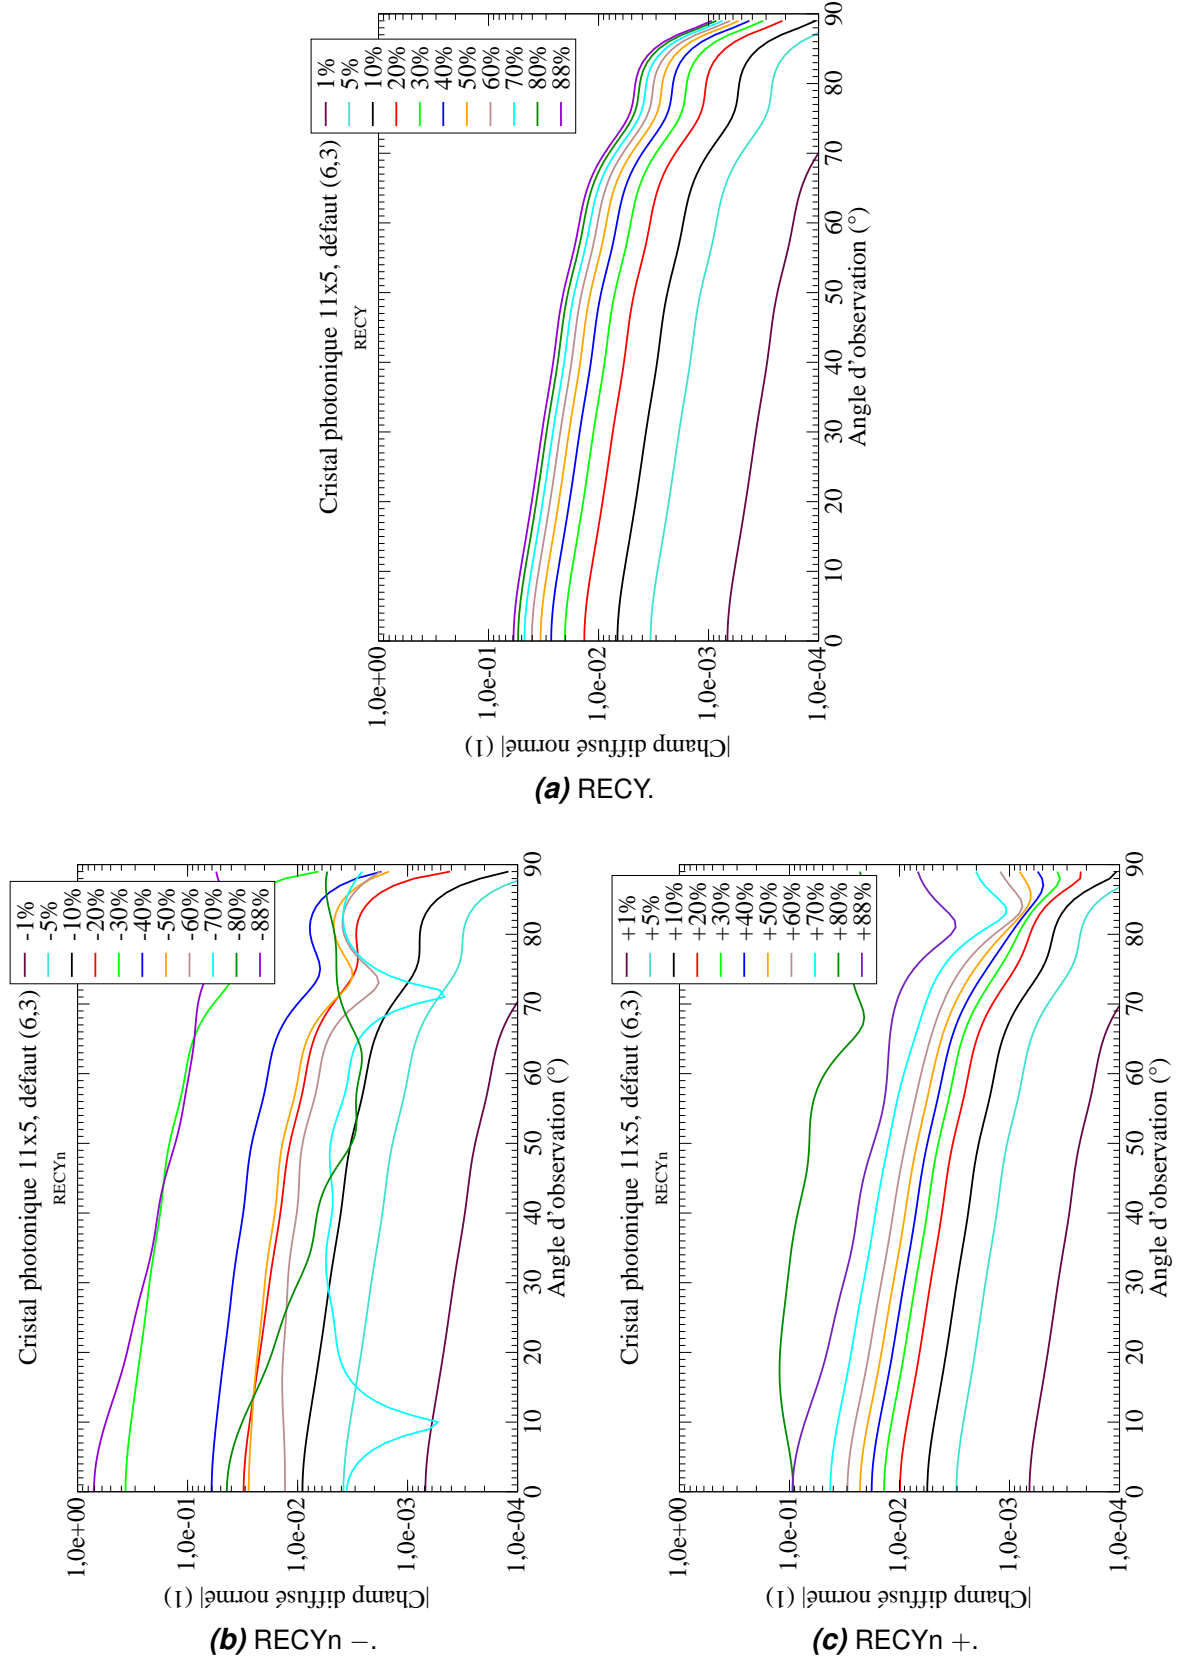 Cristal photonique 11x5, défaut (6,3)
RECY
1%
5%
10%
20%
30%
40%
50%
60%
70%
80%
88%
1,0e+00
1,0e-01
1,0e-02
1,0e-03
1,0e-04
|Champ diffusé normé| (1)
0 10 20 30 40 50 60 70 80 90
Angle d'observation (°)
(a) RECY.
Cristal photonique 11x5, défaut (6,3)
RECYn
-1%
-5%
-10%
-20%
-30%
-40%
-50%
-60%
-70%
-80%
-88%
1,0e+00
1,0e-01
1,0e-02
1,0e-03
1,0e-04
|Champ diffusé normé| (1)
0 10 20 30 40 50 60 70 80 90
Angle d'observation (°)
(b) RECYn −.
Cristal photonique 11x5, défaut (6,3)
RECYn
+1%
+5%
+10%
+20%
+30%
+40%
+50%
+60%
+70%
+80%
+88%
1,0e+00
1,0e-01
1,0e-02
1,0e-03
1,0e-04
|Champ diffusé normé| (1)
0 10 20 30 40 50 60 70 80 90
Angle d'observation (°)
(c) RECYn +.